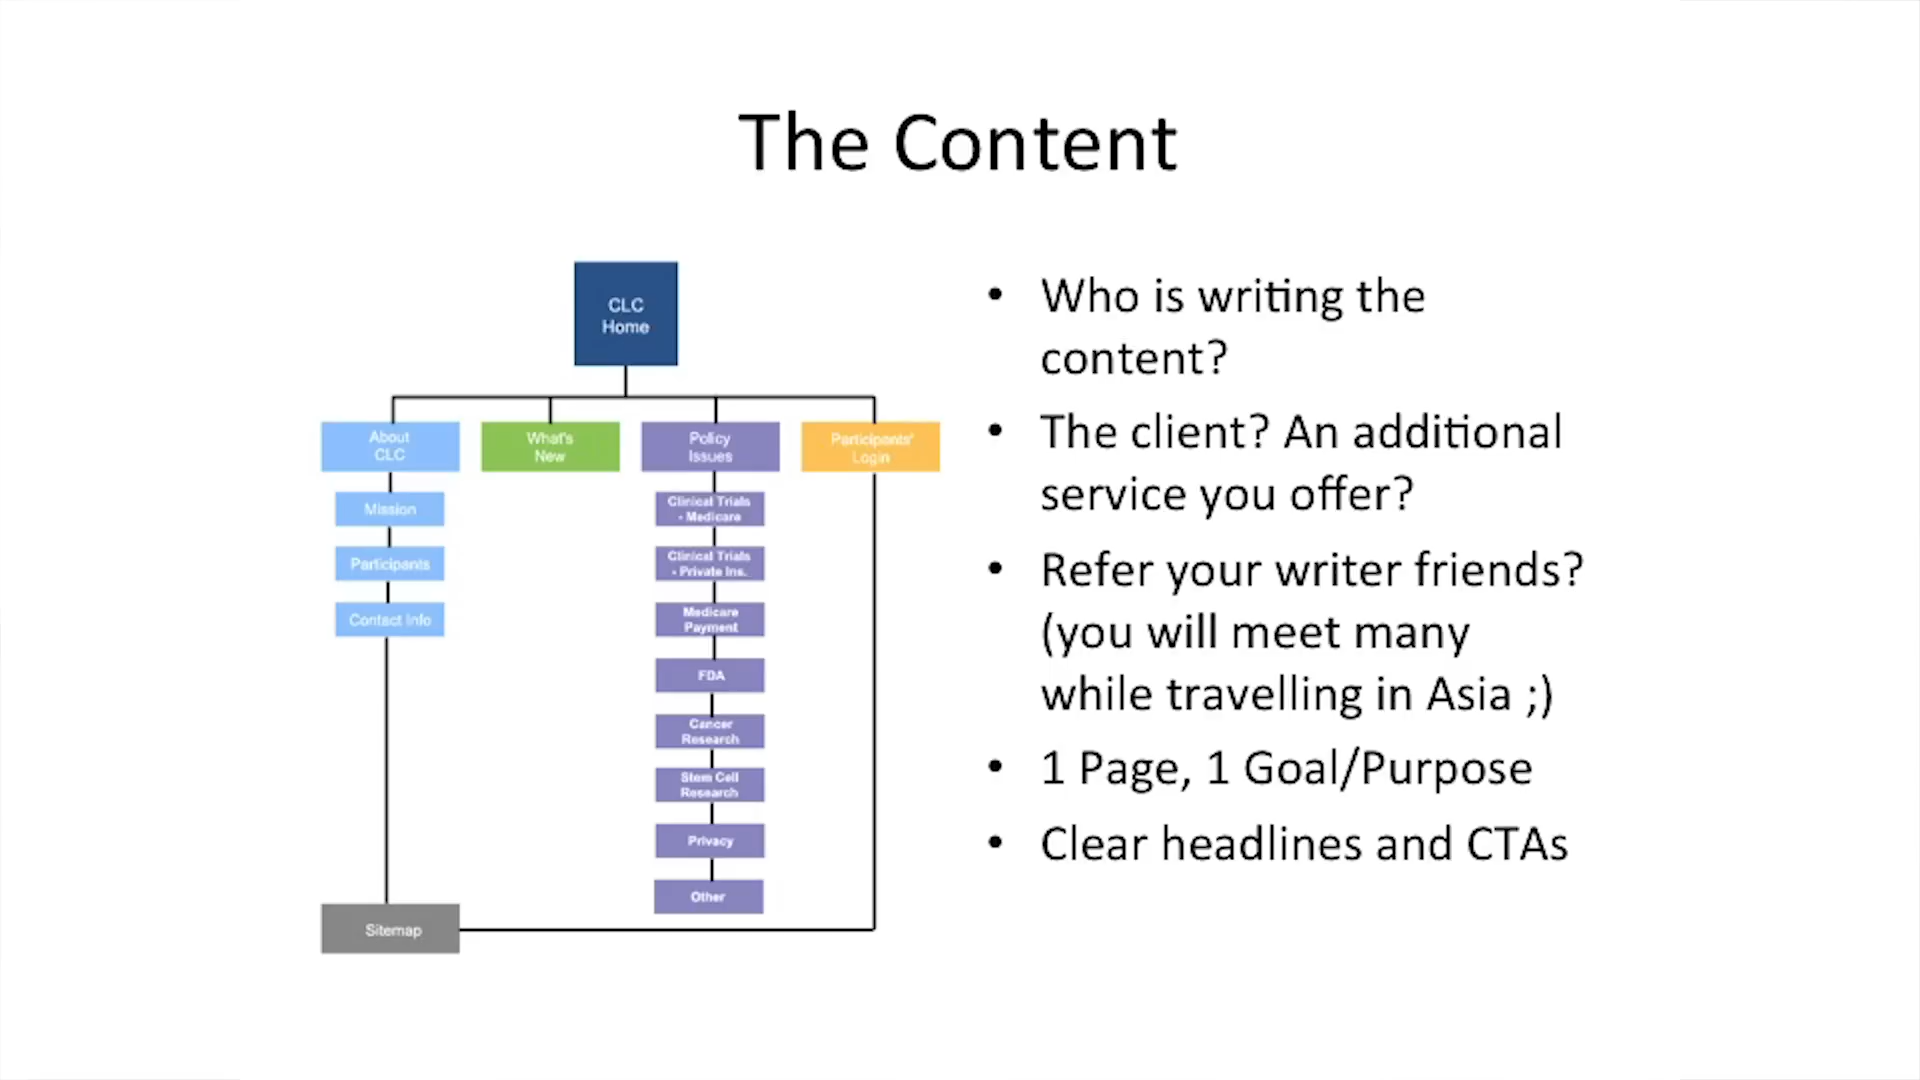 The Content
CLC
Home
About
CLC
What's
New
Policy
Issues
Participants'
Login
Mission
Participants
Contact Info
Clinical Trials
- Medicare
Clinical Trials
- Private Ins.
Medicare
Payment
FDA
Cancer
Research
Stem Cell
Research
Privacy
Other
Sitemap
• Who is writing the
content?
• The client? An additional
service you offer?
• Refer your writer friends?
(you will meet many
while travelling in Asia ;)
• 1 Page, 1 Goal/Purpose
• Clear headlines and CTAs